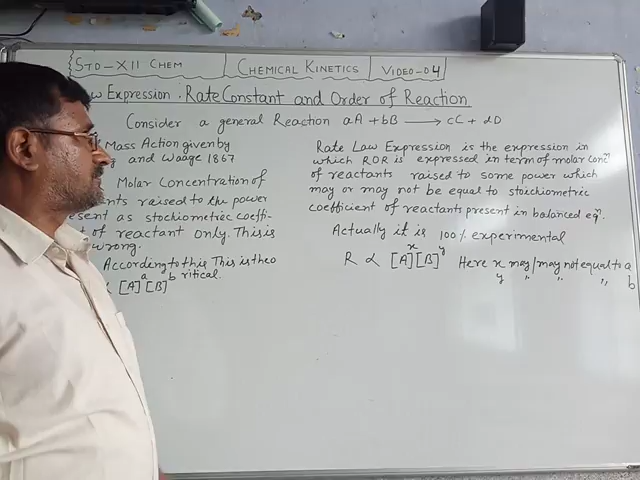 STD-XII CHEM CHEMICAL KINETICS VIDEO-04
w Expression. Rate Constant and Order of Reaction
Consider a general Reaction aA + bB ⟶ cC + dD
Mass Action given by
and Waage 1867
Molar Concentration of
ents raised to the power
esent as stochiometric coeffi-
t of reactant only. This is
wrong.
According to this This is theo
ritical.
[A]^a [B]^b
Rate Law Expression is the expression in
which ROR is expressed in term of molar conc^n
of reactants raised to some power which
may or may not be equal to stoichiometric
coefficient of reactants present in balanced eq^n.
Actually it is 100% experimental
R ∝ [A]^x [B]^y Here x may/may not equal to a
y " " " b